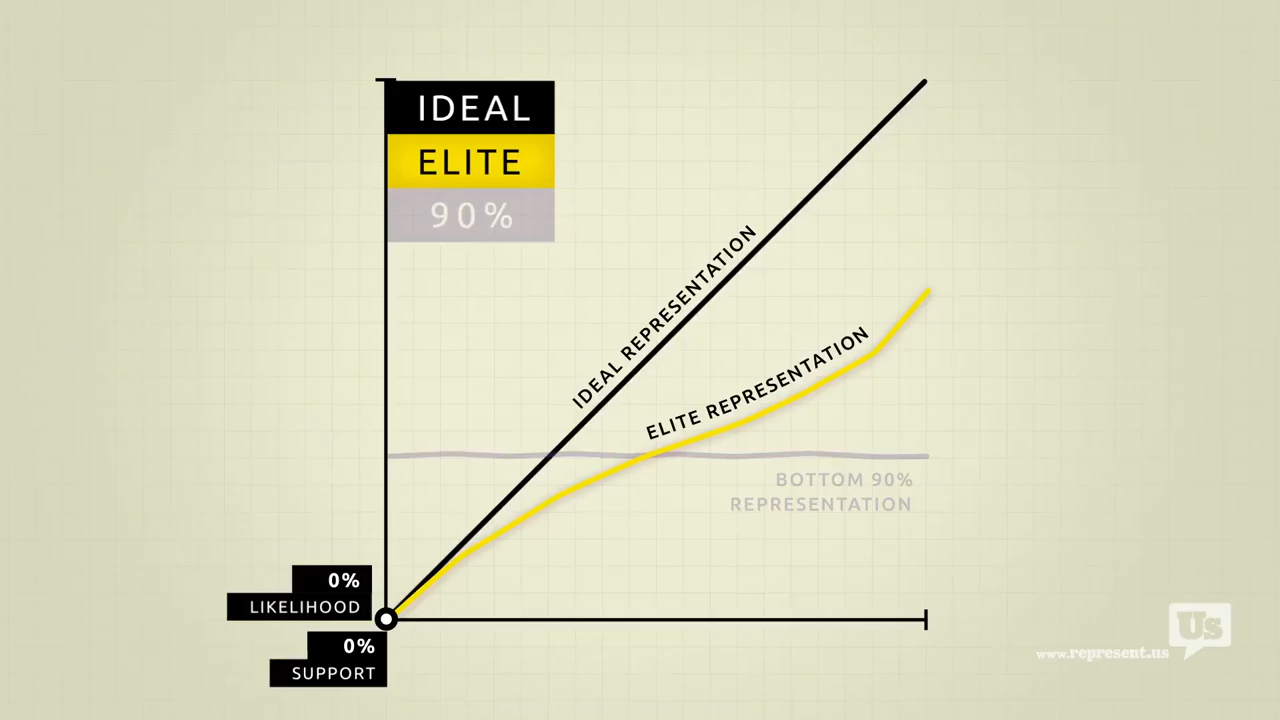 IDEAL
ELITE
90%
IDEAL REPRESENTATION
ELITE REPRESENTATION
BOTTOM 90%
REPRESENTATION
0%
LIKELIHOOD
0%
SUPPORT
Us
www.represent.us